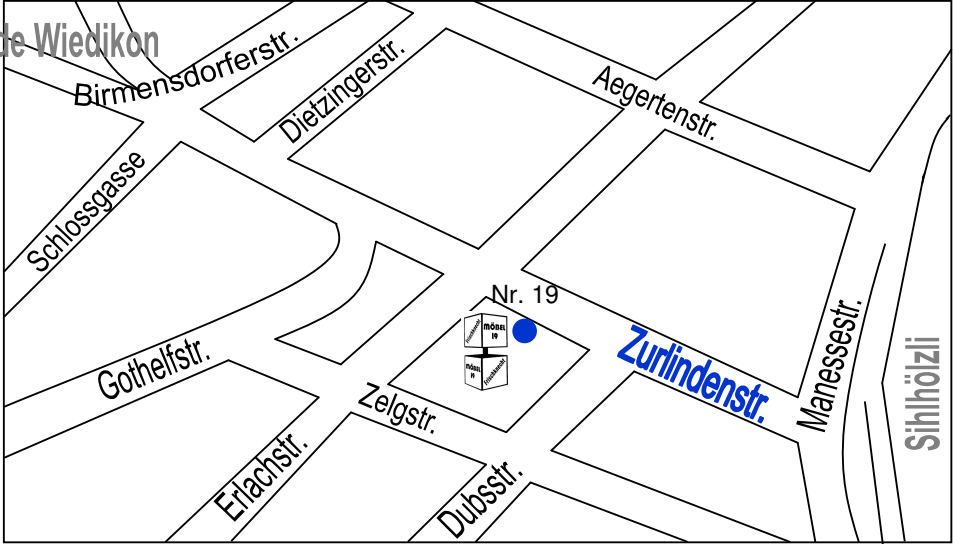 de Wiedikon
Birmensdorferstr.
Dietzingerstr.
Aegertenstr.
Schlossgasse
Nr. 19
MÖBEL
19
MÖBEL
19
Zurlindenstr.
Manessestr.
Sihlhölzli
Gothelfstr.
Zelgstr.
Erlachstr.
Dubsstr.